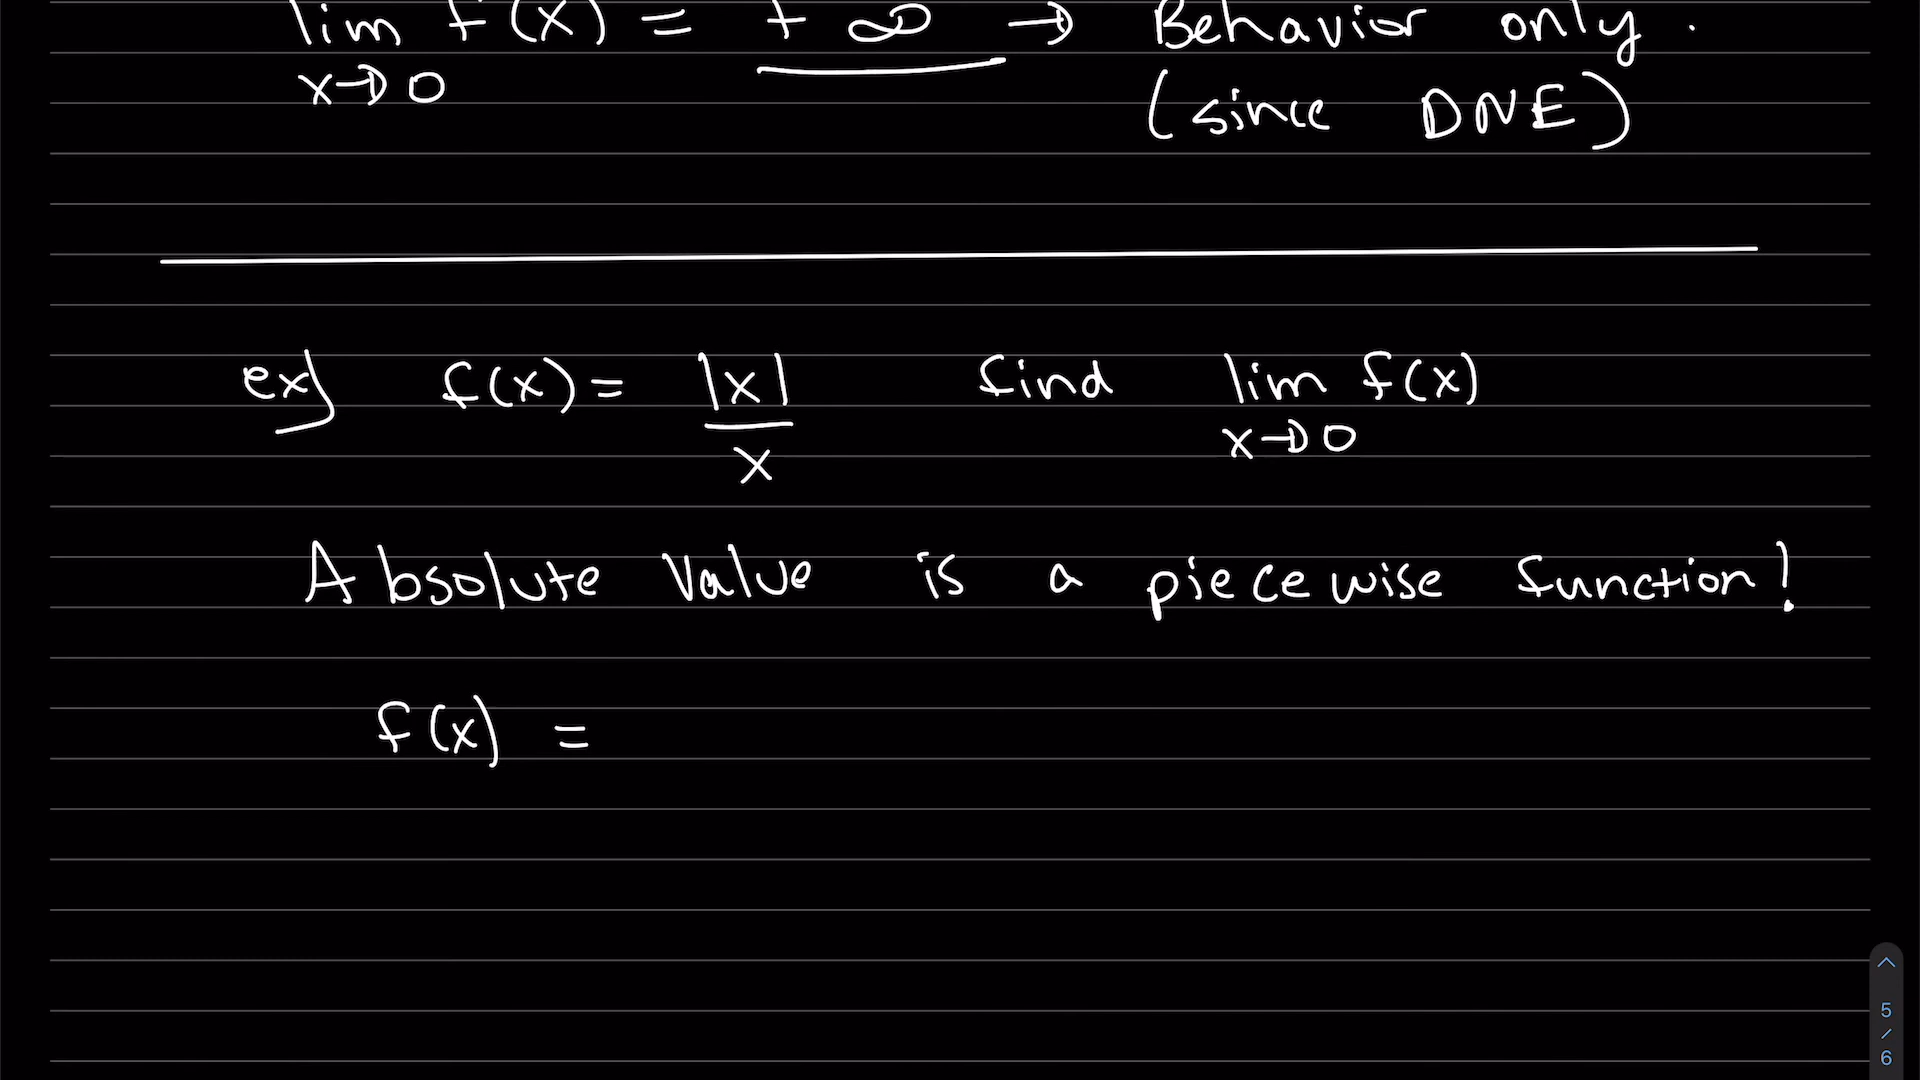 lim f(x) = + ∞ → Behavior only.
x→0
(since DNE)
ex) f(x) = |x| / x find lim f(x)
x→0
Absolute Value is a piecewise function!
f(x) =
5
/
6